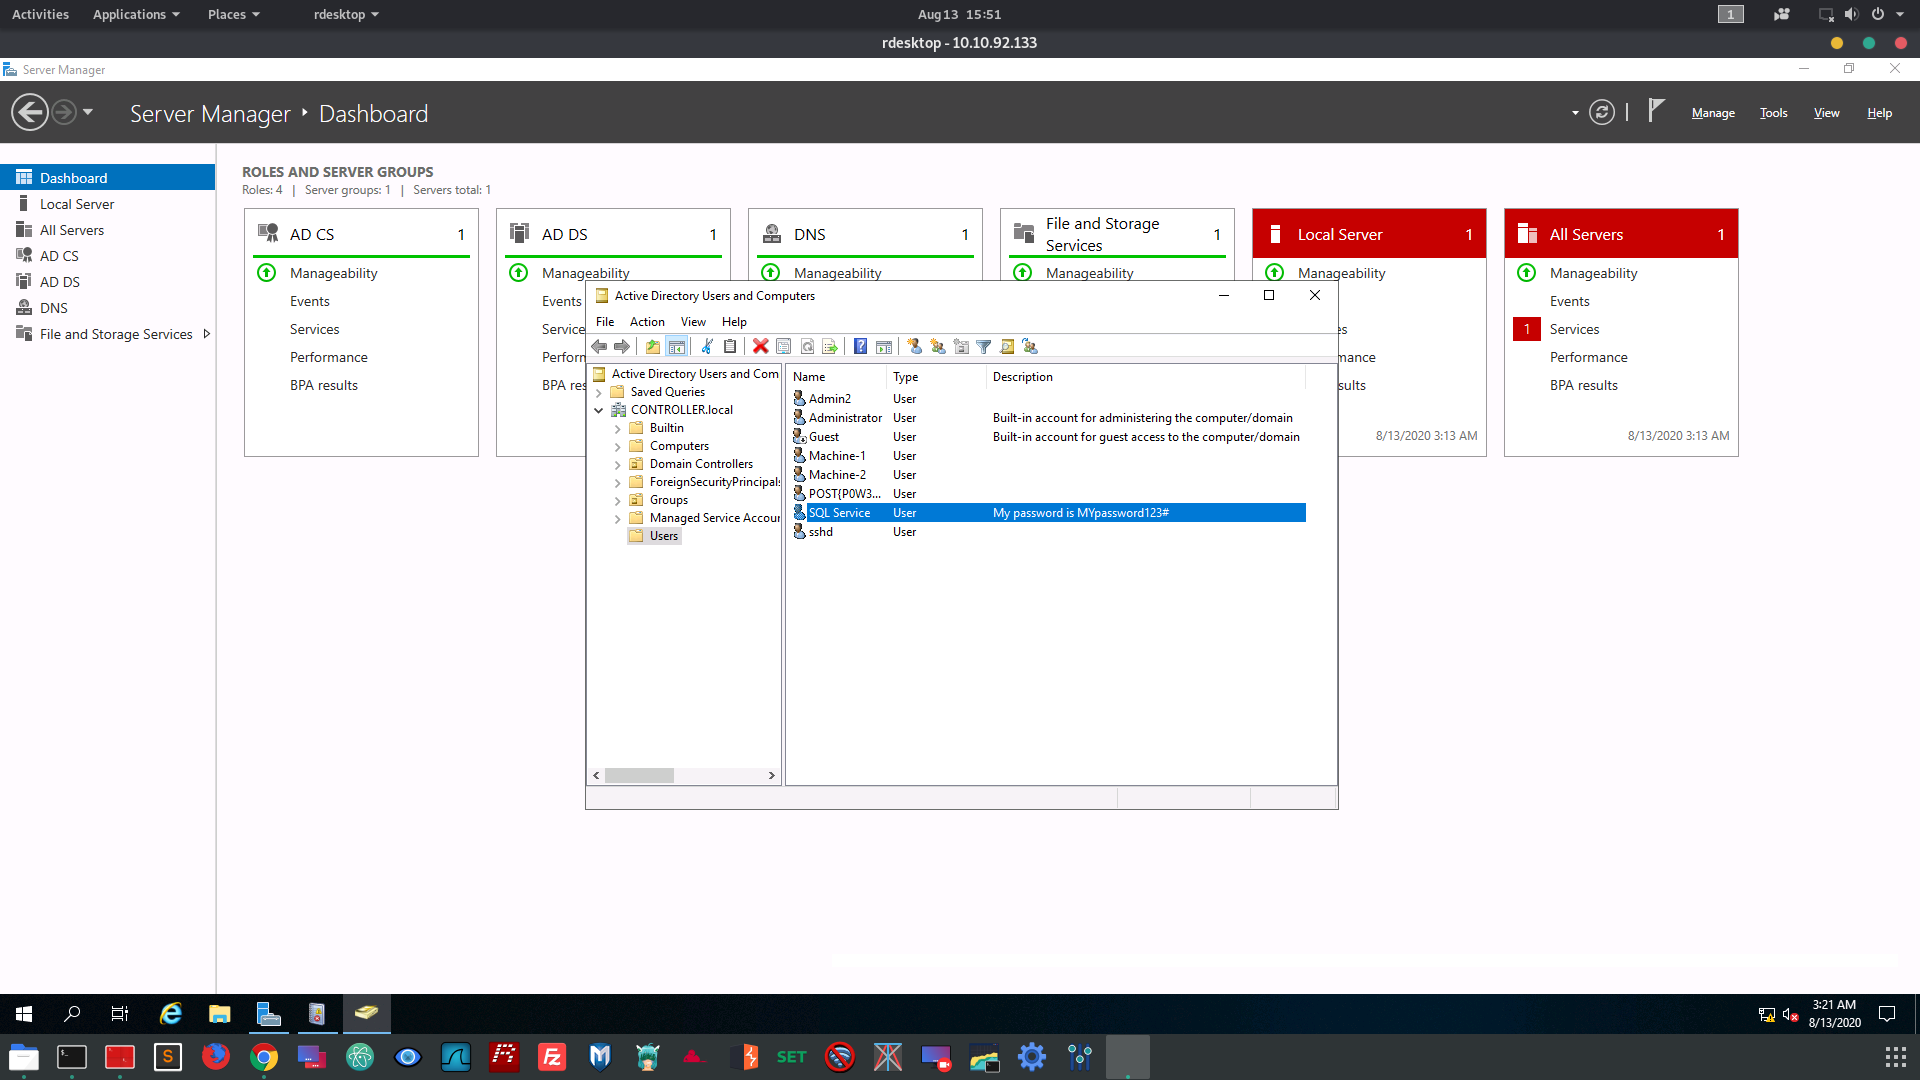 Activities Applications Places rdesktop Aug 13 15:51 1
rdesktop - 10.10.92.133
Server Manager
Server Manager Dashboard Manage Tools View Help
Dashboard
Local Server
All Servers
AD CS
AD DS
DNS
File and Storage Services
ROLES AND SERVER GROUPS
Roles: 4 | Server groups: 1 | Servers total: 1
AD CS 1
Manageability
Events
Services
Performance
BPA results
AD DS 1
Manageability
Events
Service
Perforn
BPA res
DNS 1
Manageability
File and Storage
Services 1
Manageability
Local Server 1
Manageability
es
mance
sults
8/13/2020 3:13 AM
All Servers 1
Manageability
Events
1 Services
Performance
BPA results
8/13/2020 3:13 AM
Active Directory Users and Computers
File Action View Help
Active Directory Users and Com
Saved Queries
CONTROLLER.local
Builtin
Computers
Domain Controllers
ForeignSecurityPrincipals
Groups
Managed Service Accour
Users
Name Type Description
Admin2 User
Administrator User Built-in account for administering the computer/domain
Guest User Built-in account for guest access to the computer/domain
Machine-1 User
Machine-2 User
POST{P0W3... User
SQL Service User My password is MYpassword123#
sshd User
3:21 AM
8/13/2020
$_
S
Fz
M
SET